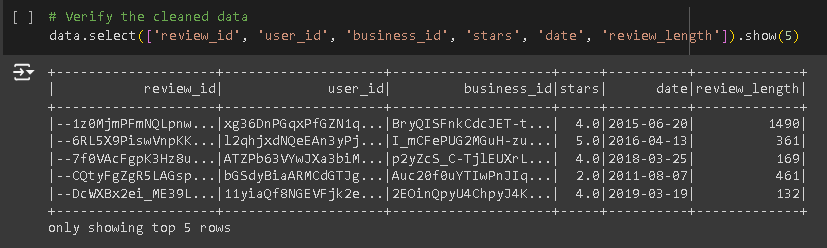 [ ] # Verify the cleaned data
data.select(['review_id', 'user_id', 'business_id', 'stars', 'date', 'review_length']).show(5)
+--------------------+--------------------+--------------------+-----+----------+-------------+
|           review_id|             user_id|         business_id|stars|      date|review_length|
+--------------------+--------------------+--------------------+-----+----------+-------------+
|--1z0MjmPFmNQLpnw...|xg36DnPGqxPfGZN1q...|BryQISFnkCdcJET-t...|  4.0|2015-06-20|         1490|
|--6RL5X9PiswVnpKK...|l2qhjxdNQeEAn3yPj...|I_mCFePUG2MGuH-zu...|  5.0|2016-04-13|          361|
|--7f0VAcFgpK3Hz8u...|ATZPb63VYwJXa3biM...|p2yZcS_C-TjlEUXrL...|  4.0|2018-03-25|          169|
|--CQtyFgZgR5LAGsp...|bGSdyBiaARMCdGTJg...|Auc20f0uYTIwPnJIq...|  2.0|2011-08-07|          461|
|--DcWXBx2ei_ME39L...|11yiaQf8NGEVFjk2e...|2EOinQpyU4ChpyJ4K...|  4.0|2019-03-19|          132|
+--------------------+--------------------+--------------------+-----+----------+-------------+
only showing top 5 rows